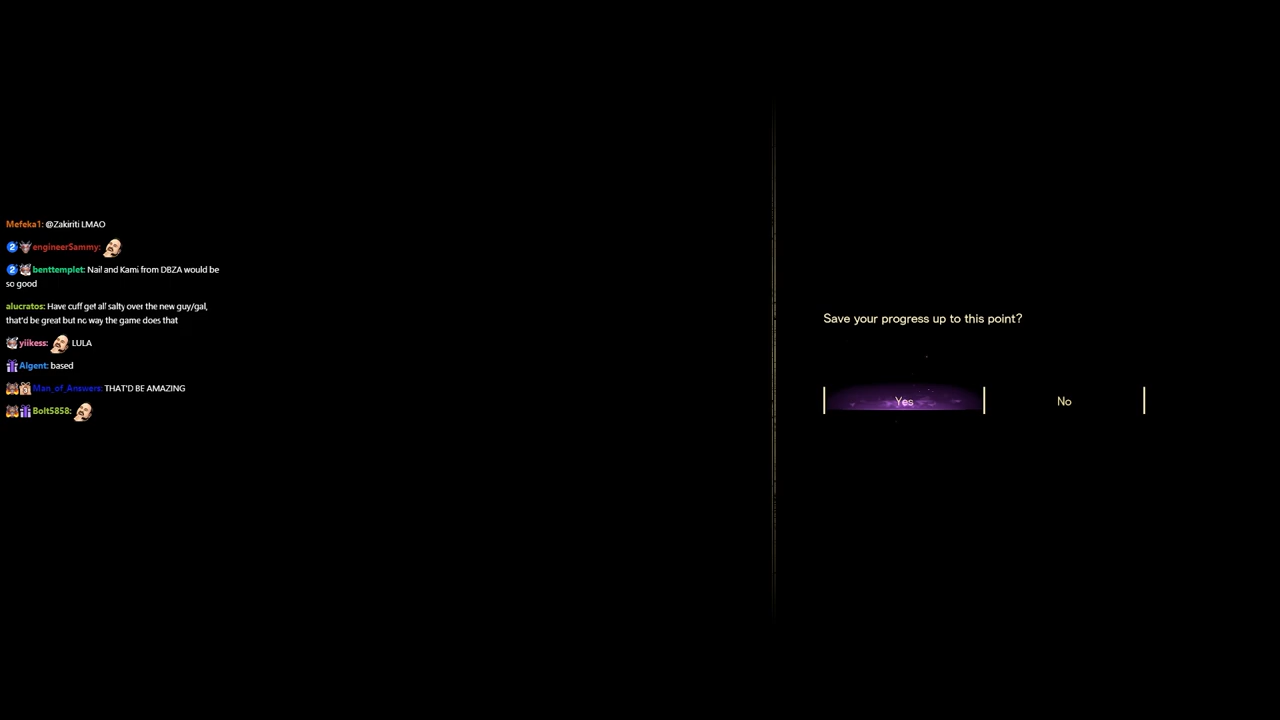 Mefeka1: @Zakiriti LMAO
2 engineerSammy:
2 benttemplet: Nail and Kami from DBZA would be
so good
alucratos: Have cuff get all salty over the new guy/gal,
that'd be great but no way the game does that
yiikess: LULA
Algent: based
Man_of_Answers: THAT'D BE AMAZING
Bolt5858:
Save your progress up to this point?
Yes
No